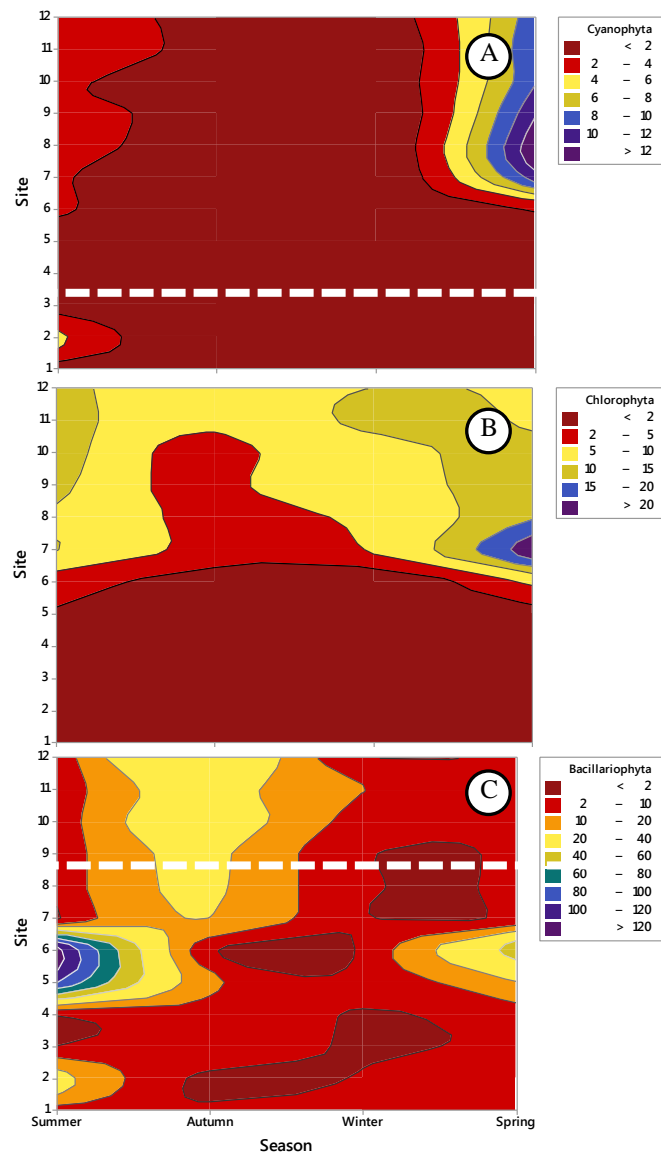 A
Cyanophyta
< 2
2 – 4
4 – 6
6 – 8
8 – 10
10 – 12
> 12
Site
12
11
10
9
8
7
6
5
4
3
2
1
B
Chlorophyta
< 2
2 – 5
5 – 10
10 – 15
15 – 20
> 20
Site
12
11
10
9
8
7
6
5
4
3
2
1
C
Bacillariophyta
< 2
2 – 10
10 – 20
20 – 40
40 – 60
60 – 80
80 – 100
100 – 120
> 120
Site
12
11
10
9
8
7
6
5
4
3
2
1
Summer Autumn Winter Spring
Season